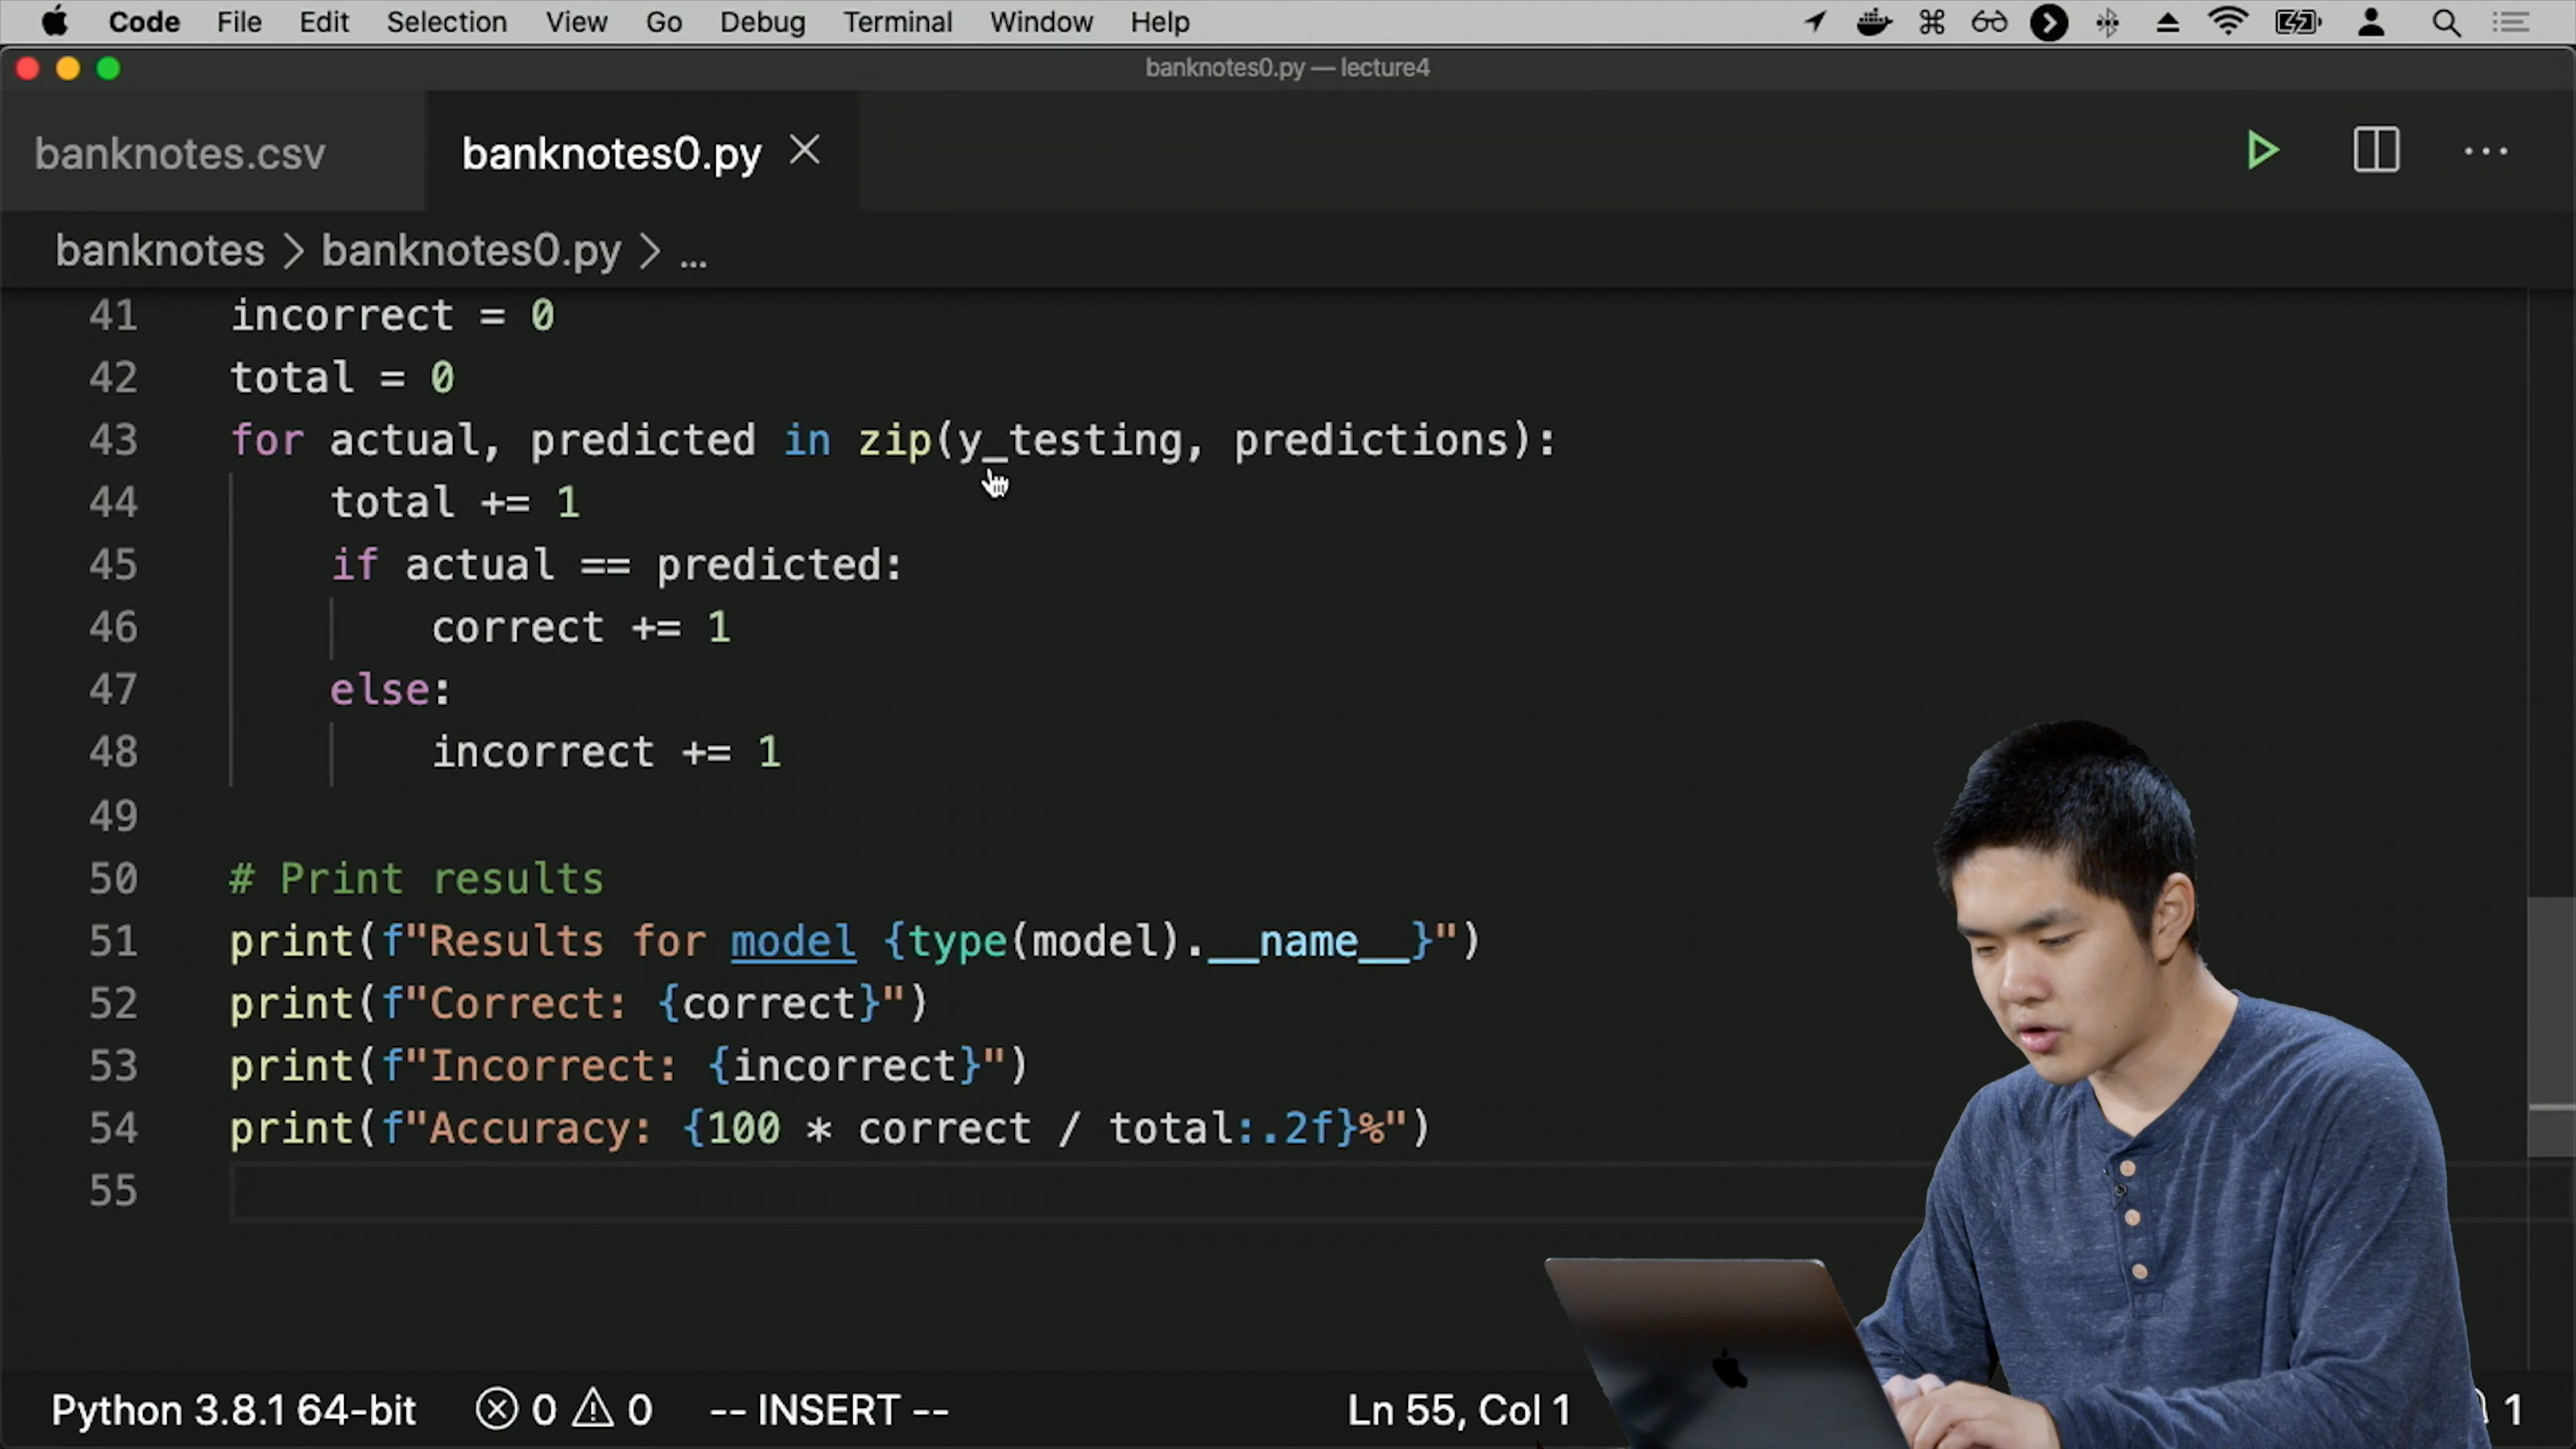 Code File Edit Selection View Go Debug Terminal Window Help
banknotes0.py — lecture4
banknotes.csv banknotes0.py
banknotes > banknotes0.py > ...
41 incorrect = 0
42 total = 0
43 for actual, predicted in zip(y_testing, predictions):
44 total += 1
45 if actual == predicted:
46 correct += 1
47 else:
48 incorrect += 1
49
50 # Print results
51 print(f"Results for model {type(model).__name__}")
52 print(f"Correct: {correct}")
53 print(f"Incorrect: {incorrect}")
54 print(f"Accuracy: {100 * correct / total:.2f}%")
55
Python 3.8.1 64-bit 0 0 -- INSERT -- Ln 55, Col 1 1